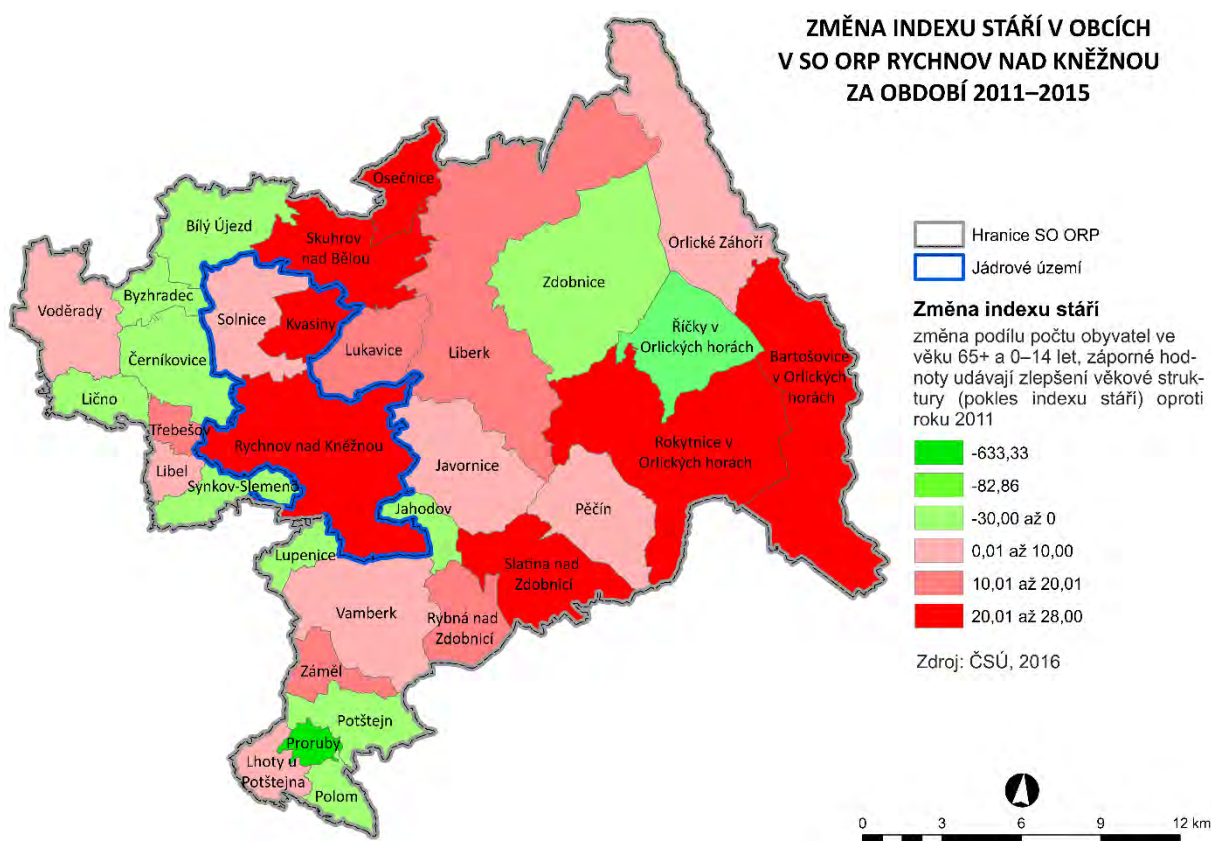 ZMĚNA INDEXU STÁŘÍ V OBCÍCH
V SO ORP RYCHNOV NAD KNĚŽNOU
ZA OBDOBÍ 2011–2015
Osečnice
Bílý Újezd
Skuhrov
nad Bělou
Orlické Záhoří
Zdobnice
Byzhradec
Voděrady
Solnice
Kvasiny
Říčky v
Orlických horách
Lukavice
Liberk
Černíkovice
Bartošovice
v Orlických
horách
Lično
Třebešov
Rychnov nad Kněžnou
Rokytnice v
Orlických horách
Javornice
Libel
Synkov-Slemeno
Jahodov
Pěčín
Lupenice
Slatina nad
Zdobnicí
Vamberk
Rybná nad
Zdobnicí
Záměl
Potštejn
Proruby
Lhoty u
Potštejna
Polom
Hranice SO ORP
Jádrové území
Změna indexu stáří
změna podílu počtu obyvatel ve
věku 65+ a 0–14 let, záporné hod-
noty udávají zlepšení věkové struk-
tury (pokles indexu stáří) oproti
roku 2011
-633,33
-82,86
-30,00 až 0
0,01 až 10,00
10,01 až 20,01
20,01 až 28,00
Zdroj: ČSÚ, 2016
0 3 6 9 12 km